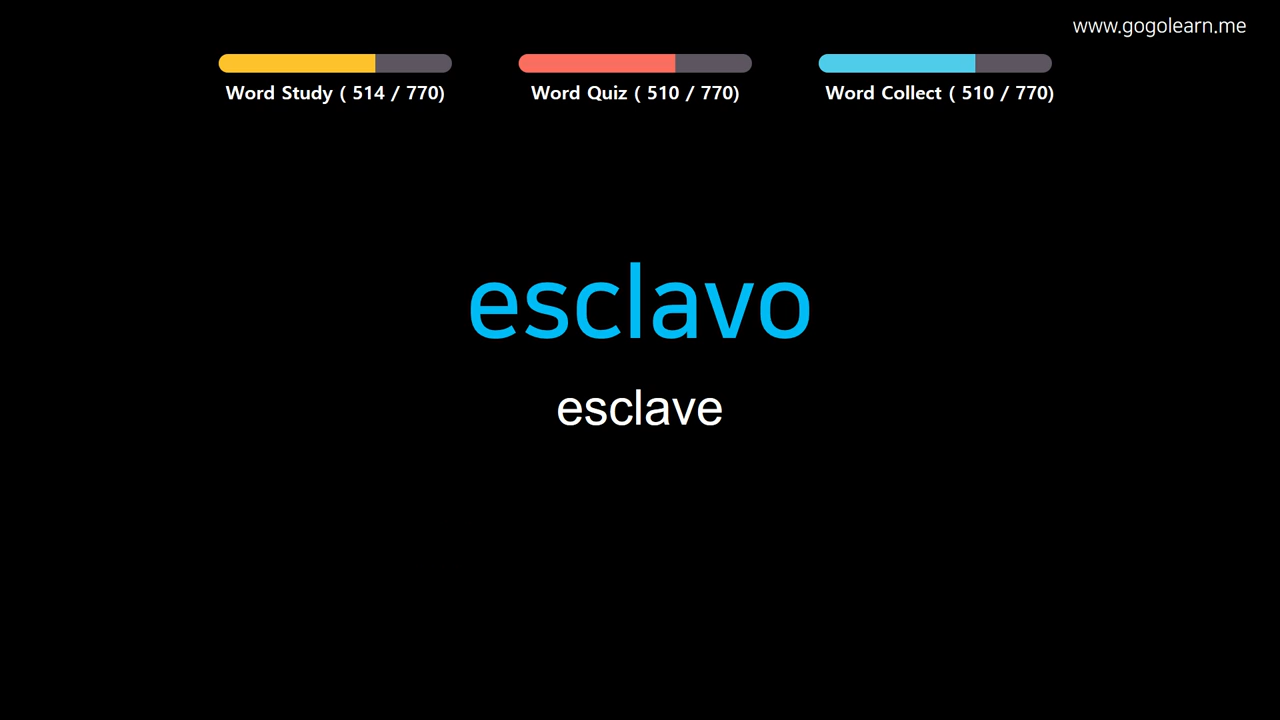 www.gogolearn.me
Word Study ( 514 / 770)
Word Quiz ( 510 / 770)
Word Collect ( 510 / 770)
esclavo
esclave